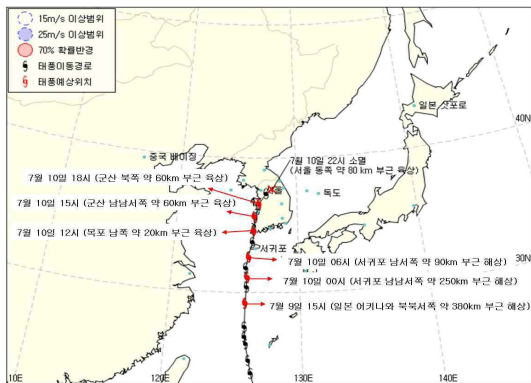 15m/s 이상범위
25m/s 이상범위
70% 확률반경
태풍이동경로
태풍예상위치
일본 삿포로
40N
중국 베이징
7월 10일 22시 소멸
(서울 동쪽 약 80 km 부근 육상)
7월 10일 18시 (군산 북쪽 약 60km 부근 육상)
서울
독도
7월 10일 15시 (군산 남남서쪽 약 60km 부근 육상)
7월 10일 12시 (목포 남쪽 약 20km 부근 육상)
서귀포
7월 10일 06시 (서귀포 남남서쪽 약 90km 부근 해상)
30N
7월 10일 00시 (서귀포 남남서쪽 약 250km 부근 해상)
7월 9일 15시 (일본 오키나와 북북서쪽 약 380km 부근 해상)
10E
120E
130E
140E